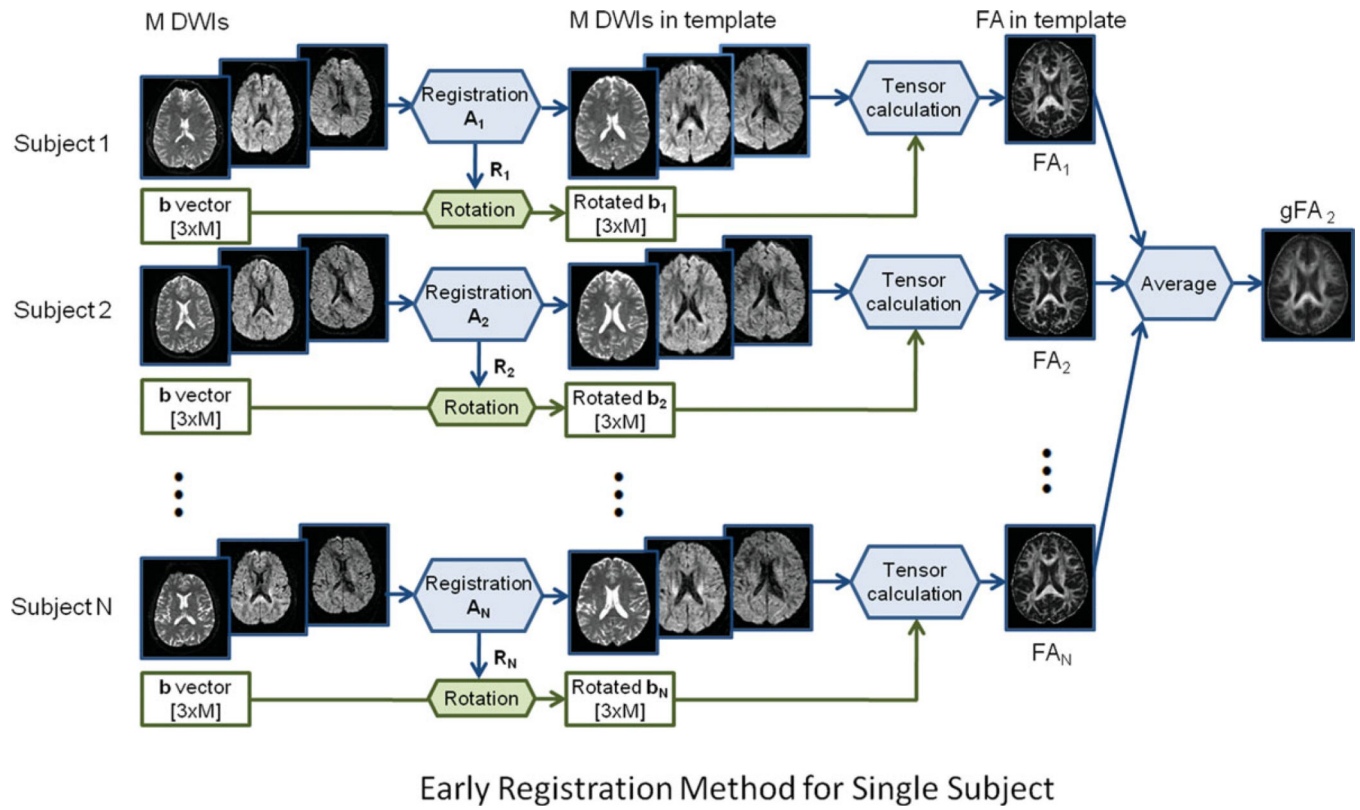 M DWIs
M DWIs in template
FA in template
Subject 1
Registration
A1
Tensor
calculation
FA1
R1
b vector
[3xM]
Rotation
Rotated b1
[3xM]
gFA2
Subject 2
Registration
A2
Tensor
calculation
Average
FA2
R2
b vector
[3xM]
Rotation
Rotated b2
[3xM]
Subject N
Registration
AN
Tensor
calculation
FAN
RN
b vector
[3xM]
Rotation
Rotated bN
[3xM]
Early Registration Method for Single Subject